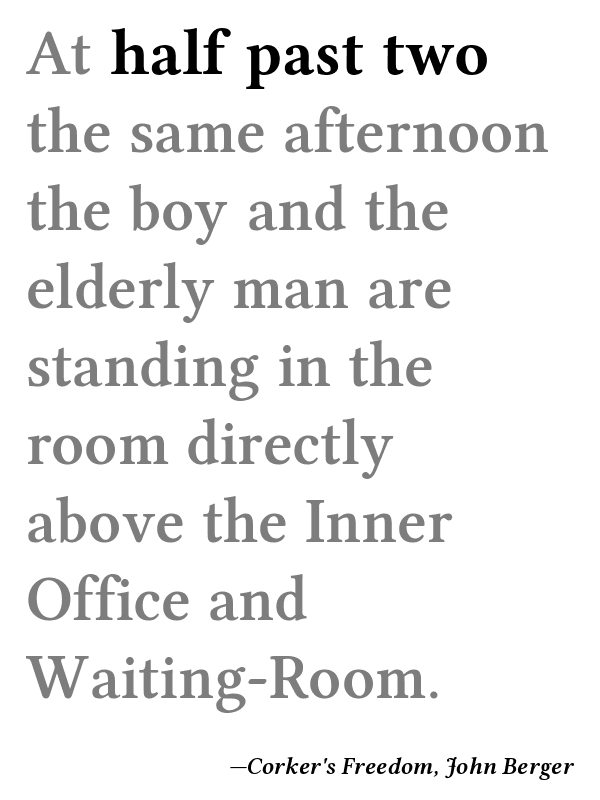 At half past two
the same afternoon
the boy and the
elderly man are
standing in the
room directly
above the Inner
Office and
Waiting-Room.
—Corker's Freedom, John Berger